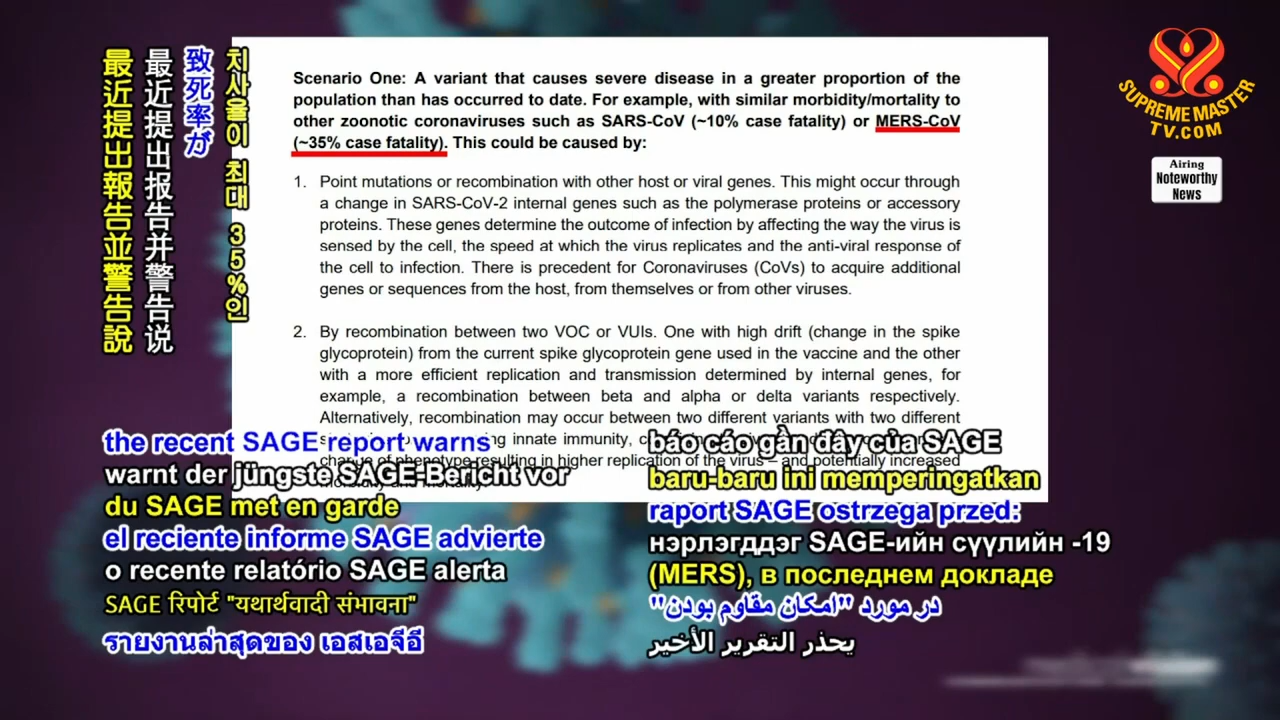 最近提出報告並警告說
最近提出报告并警告说
致死率が
치사율이 최대 35%인
Scenario One: A variant that causes severe disease in a greater proportion of the
population than has occurred to date. For example, with similar morbidity/mortality to
other zoonotic coronaviruses such as SARS-CoV (~10% case fatality) or MERS-CoV
(~35% case fatality). This could be caused by:
1. Point mutations or recombination with other host or viral genes. This might occur through
a change in SARS-CoV-2 internal genes such as the polymerase proteins or accessory
proteins. These genes determine the outcome of infection by affecting the way the virus is
sensed by the cell, the speed at which the virus replicates and the anti-viral response of
the cell to infection. There is precedent for Coronaviruses (CoVs) to acquire additional
genes or sequences from the host, from themselves or from other viruses.
2. By recombination between two VOC or VUIs. One with high drift (change in the spike
glycoprotein) from the current spike glycoprotein gene used in the vaccine and the other
with a more efficient replication and transmission determined by internal genes, for
example, a recombination between beta and alpha or delta variants respectively.
Alternatively, recombination may occur between two different variants with two different
innate immunity,
phenotype resulting in higher replication of the virus – and potentially increased
SUPREME MASTER
TV.COM
Airing
Noteworthy
News
the recent SAGE report warns
warnt der jüngste SAGE-Bericht vor
du SAGE met en garde
el reciente informe SAGE advierte
o recente relatório SAGE alerta
SAGE रिपोर्ट "यथार्थवादी संभावना"
รายงานล่าสุดของ เอสเอจีอี
báo cáo gần đây của SAGE
baru-baru ini memperingatkan
raport SAGE ostrzega przed:
нэрлэгддэг SAGE-ийн сүүлийн -19
(MERS), в последнем докладе
در مورد "امکان مقاوم بودن"
يحذر التقرير الأخير